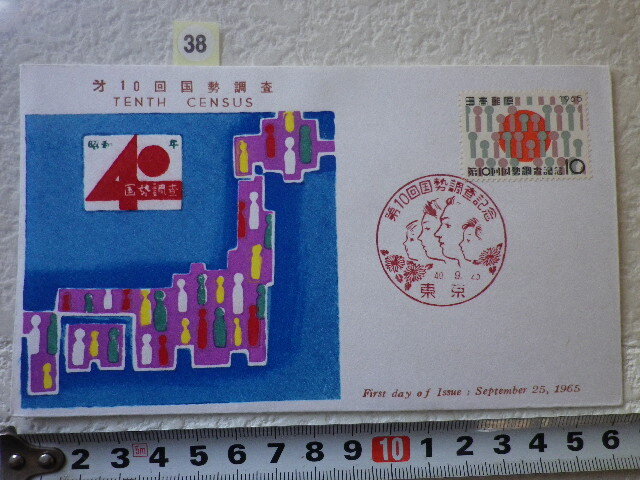 38
才10回国勢調査
TENTH CENSUS
昭和 年
40
国勢調査
日本郵便 1965
第10回国勢調査記念 10
第10回国勢調査記念
40. 9. 25
東京
First day of Issue : September 25, 1965
2 3 3m 4 5 6 7 8 9 10 1 2 3 4 5 6